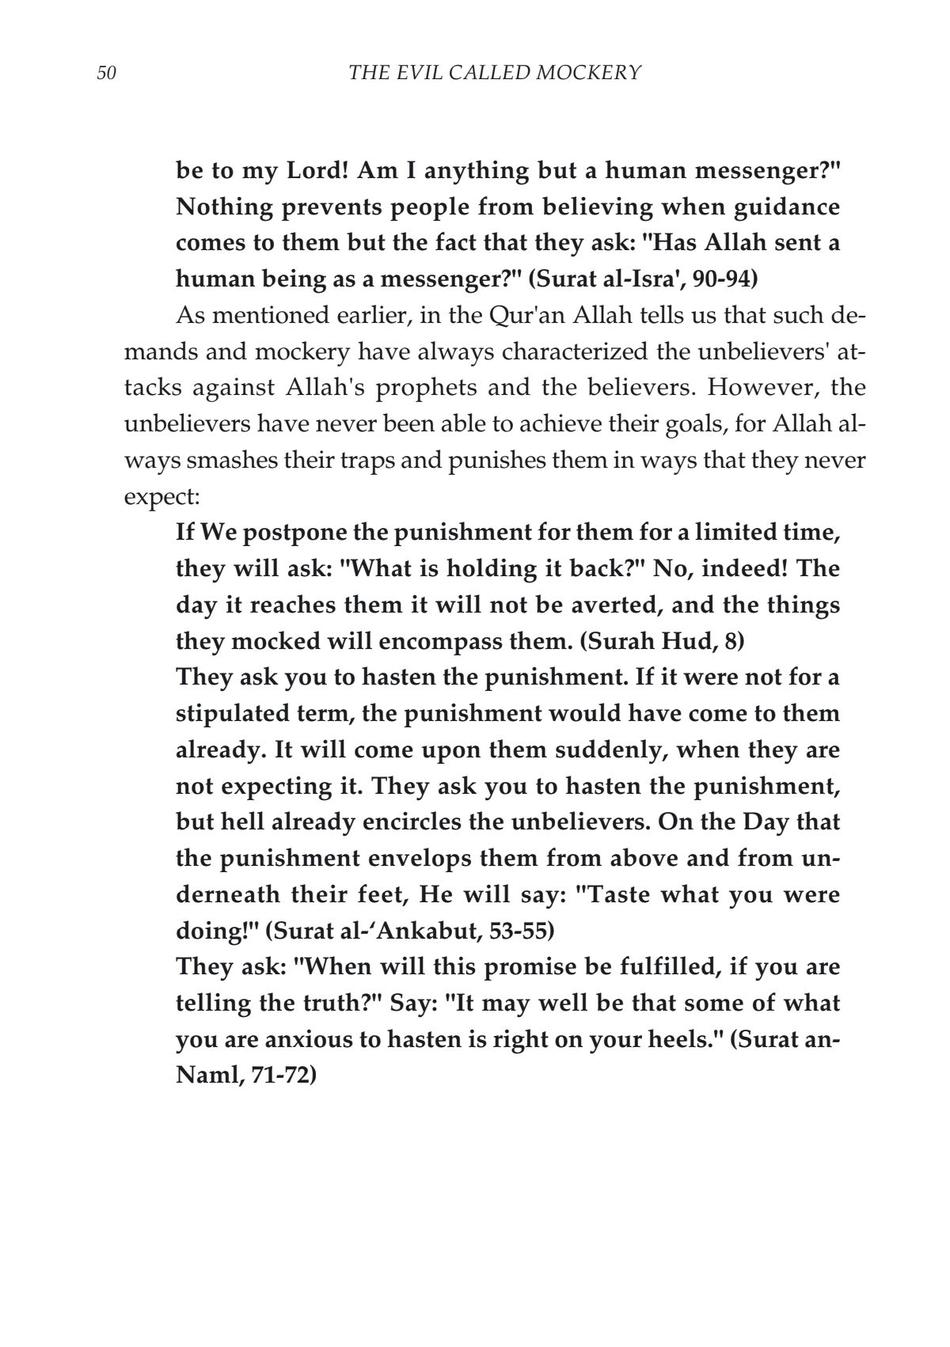 50
THE EVIL CALLED MOCKERY
be to my Lord! Am I anything but a human messenger?"
Nothing prevents people from believing when guidance
comes to them but the fact that they ask: "Has Allah sent a
human being as a messenger?" (Surat al-Isra', 90-94)
As mentioned earlier, in the Qur'an Allah tells us that such de-
mands and mockery have always characterized the unbelievers' at-
tacks against Allah's prophets and the believers. However, the
unbelievers have never been able to achieve their goals, for Allah al-
ways smashes their traps and punishes them in ways that they never
expect:
If We postpone the punishment for them for a limited time,
they will ask: "What is holding it back?" No, indeed! The
day it reaches them it will not be averted, and the things
they mocked will encompass them. (Surah Hud, 8)
They ask you to hasten the punishment. If it were not for a
stipulated term, the punishment would have come to them
already. It will come upon them suddenly, when they are
not expecting it. They ask you to hasten the punishment,
but hell already encircles the unbelievers. On the Day that
the punishment envelops them from above and from un-
derneath their feet, He will say: "Taste what you were
doing!" (Surat al-‘Ankabut, 53-55)
They ask: "When will this promise be fulfilled, if you are
telling the truth?" Say: "It may well be that some of what
you are anxious to hasten is right on your heels." (Surat an-
Naml, 71-72)